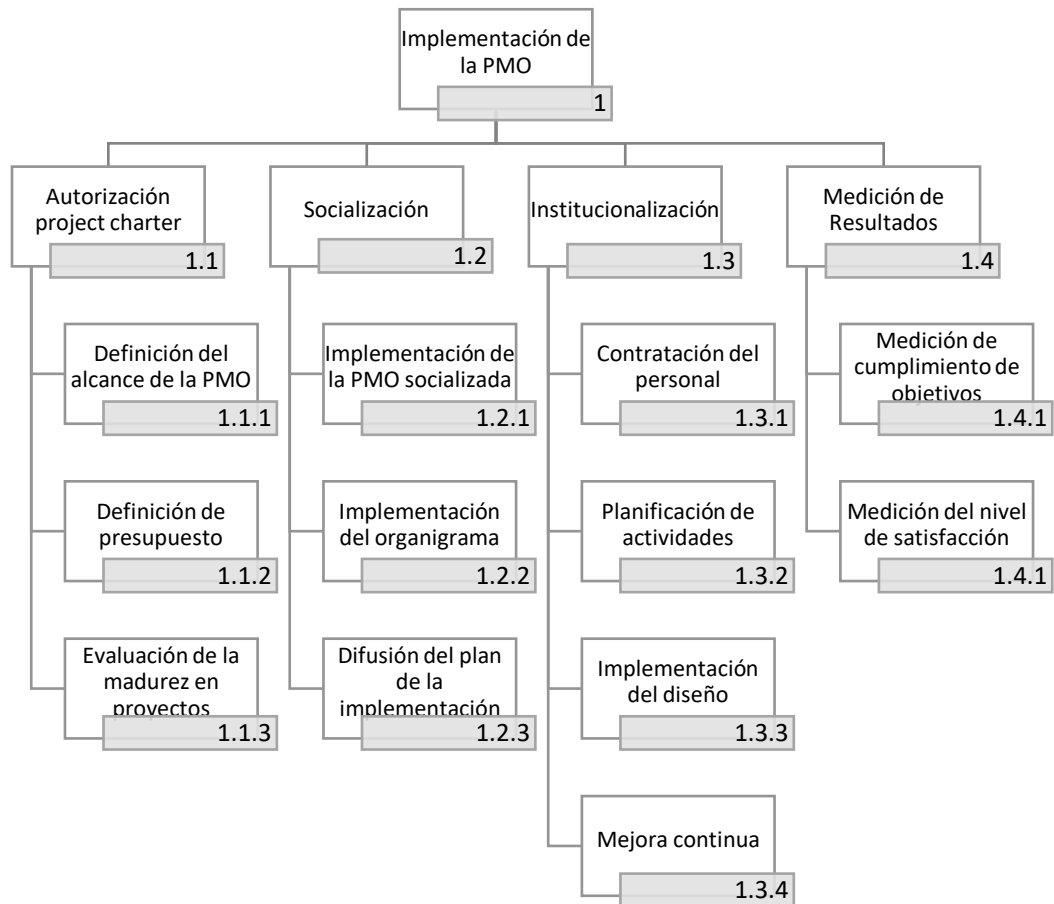 Implementación de
la PMO
1
Autorización
project charter
1.1
Socialización
1.2
Institucionalización
1.3
Medición de
Resultados
1.4
Definición del
alcance de la PMO
1.1.1
Implementación de
la PMO socializada
1.2.1
Contratación del
personal
1.3.1
Medición de
cumplimiento de
objetivos
1.4.1
Definición de
presupuesto
1.1.2
Implementación
del organigrama
1.2.2
Planificación de
actividades
1.3.2
Medición del nivel
de satisfacción
1.4.1
Evaluación de la
madurez en
proyectos
1.1.3
Difusión del plan
de la
implementación
1.2.3
Implementación
del diseño
1.3.3
Mejora continua
1.3.4